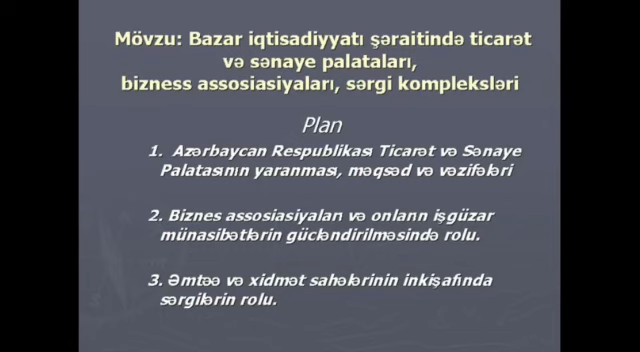 Mövzu: Bazar iqtisadiyyatı şəraitində ticarət
və sənaye palataları,
bizness assosiasiyaları, sərgi kompleksləri
Plan
1. Azərbaycan Respublikası Ticarət və Sənaye
Palatasının yaranması, məqsəd və vəzifələri
2. Biznes assosiasiyaları və onların işgüzar
münasibətlərin gücləndirilməsində rolu.
3. Əmtəə və xidmət sahələrinin inkişafında
sərgilərin rolu.